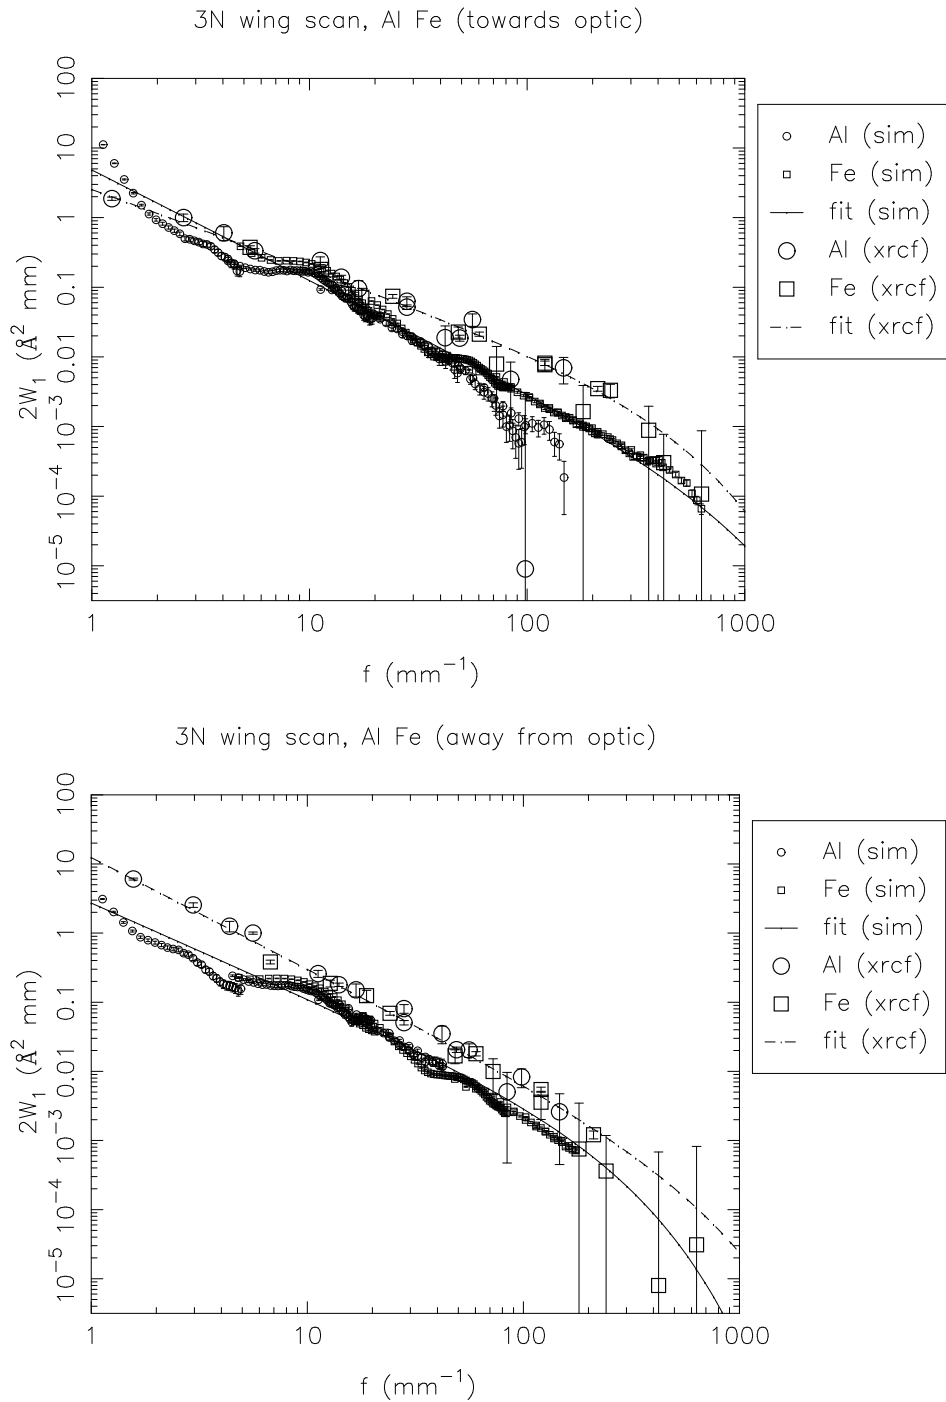 3N wing scan, Al Fe (towards optic)
100
10
1
0.1
0.01
10⁻³
10⁻⁴
10⁻⁵
2W₁ (Å² mm)
1 10 100 1000
f (mm⁻¹)
Al (sim)
Fe (sim)
fit (sim)
Al (xrcf)
Fe (xrcf)
fit (xrcf)
3N wing scan, Al Fe (away from optic)
100
10
1
0.1
0.01
10⁻³
10⁻⁴
10⁻⁵
2W₁ (Å² mm)
1 10 100 1000
f (mm⁻¹)
Al (sim)
Fe (sim)
fit (sim)
Al (xrcf)
Fe (xrcf)
fit (xrcf)